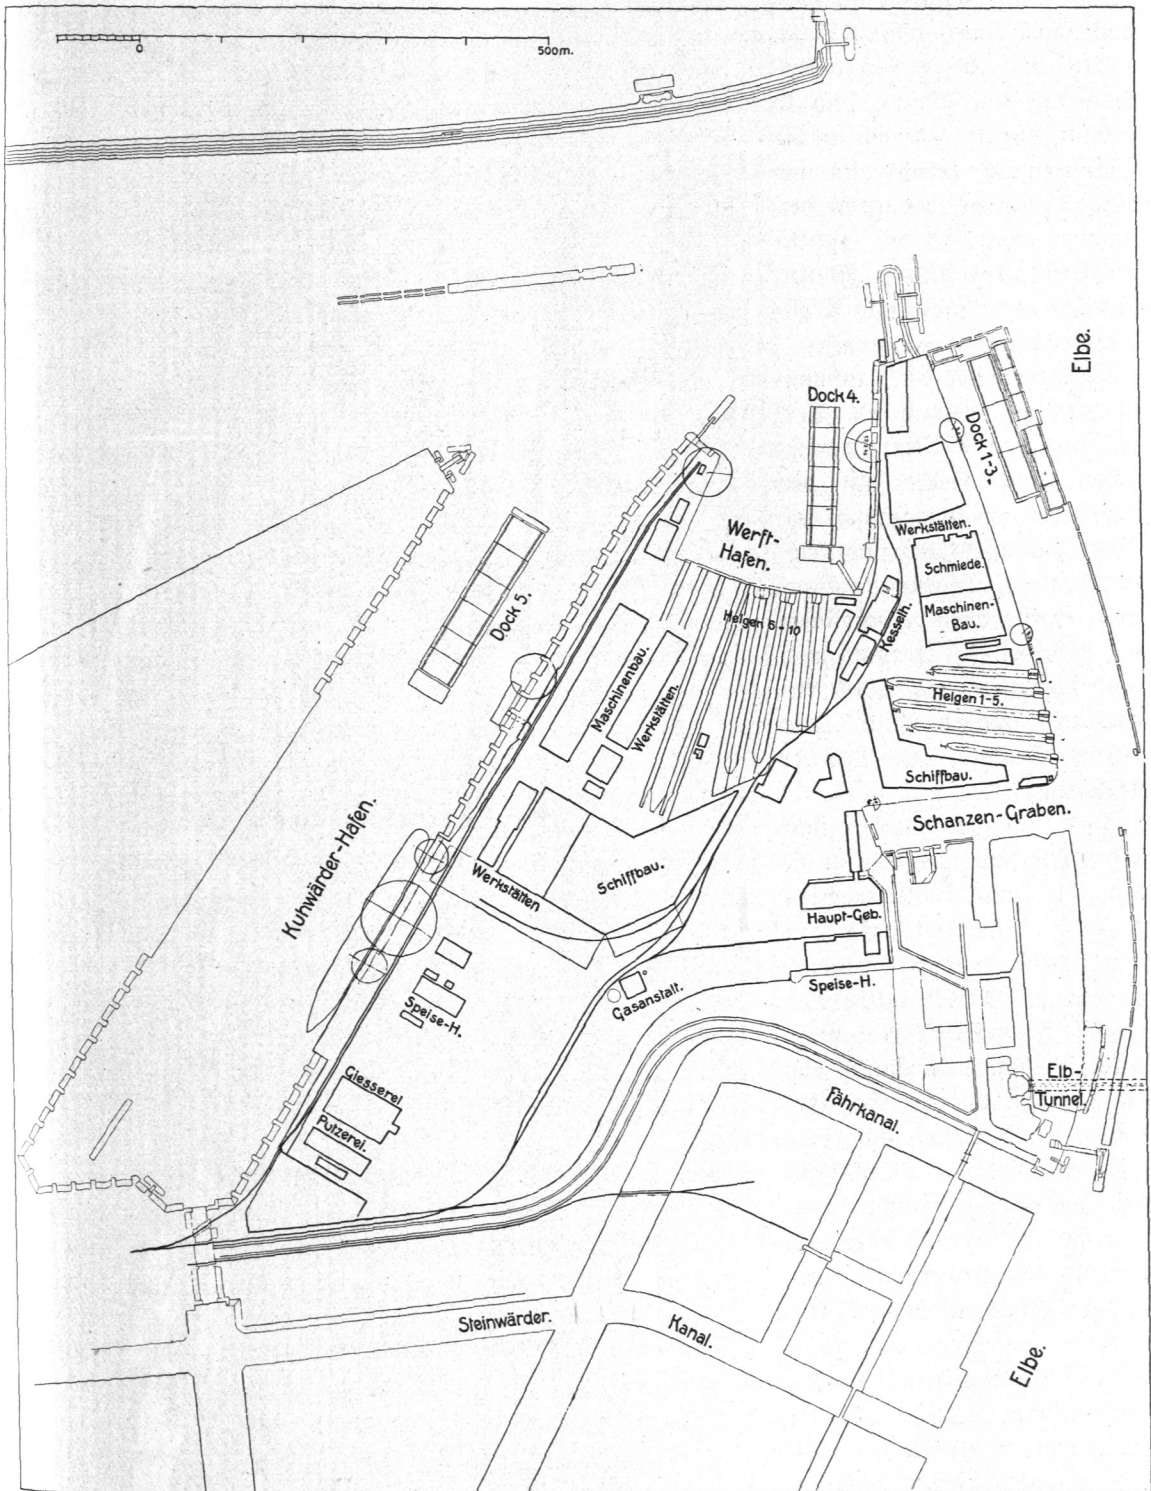 0
500m.
Elbe.
Dock 4.
Dock 1-3.
Werft-
Hafen.
Werkstätten.
Schmiede.
Maschinen-
Bau.
Dock 5.
Helgen 6-10
Kesselh.
Maschinenbau.
Werkstätten.
Helgen 1-5.
Schiffbau.
Schanzen-Graben.
Kuhwärder-Hafen.
Werkstätten
Schiffbau.
Haupt-Geb.
Speise-H.
Gasanstalt.
Speise-H.
Giesserei
Putzerei.
Elb-
Tunnel.
Fährkanal.
Steinwärder.
Kanal.
Elbe.